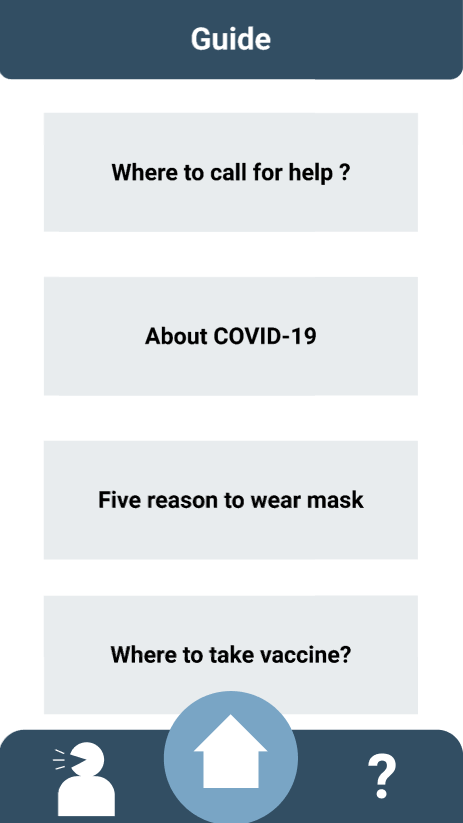 Guide
Where to call for help ?
About COVID-19
Five reason to wear mask
Where to take vaccine?
?